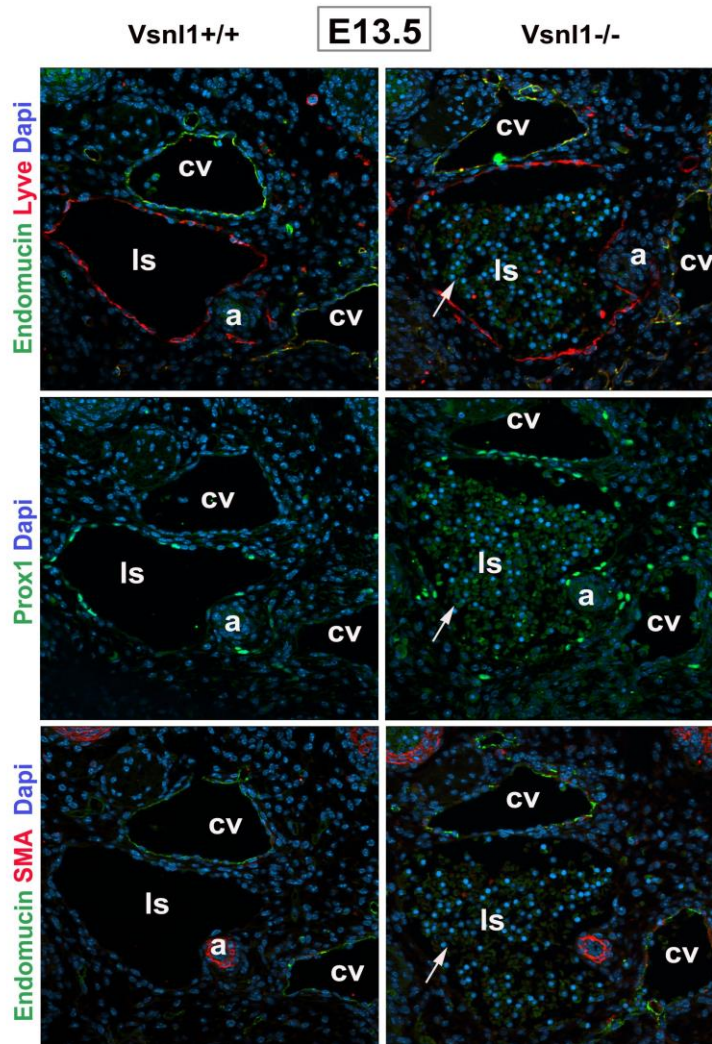 Vsnl1+/+ E13.5 Vsnl1-/-
Endomucin Lyve Dapi
cv
ls
a
cv
cv
ls
a
cv
Prox1 Dapi
cv
ls
a
cv
cv
ls
a
cv
Endomucin SMA Dapi
cv
ls
a
cv
cv
ls
cv